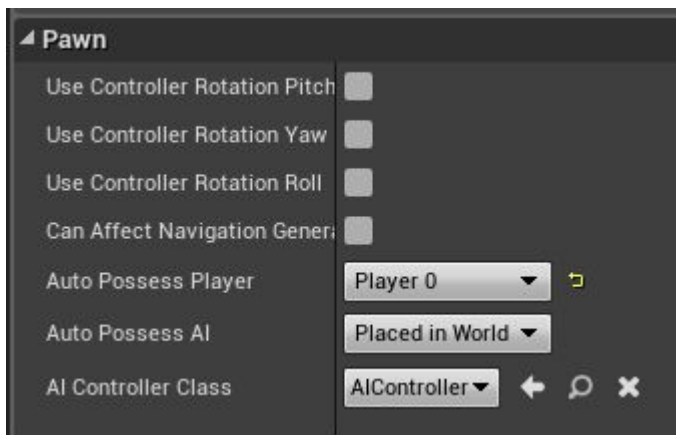 Pawn
Use Controller Rotation Pitch
Use Controller Rotation Yaw
Use Controller Rotation Roll
Can Affect Navigation Genera
Auto Possess Player Player 0
Auto Possess AI Placed in World
AI Controller Class AIController